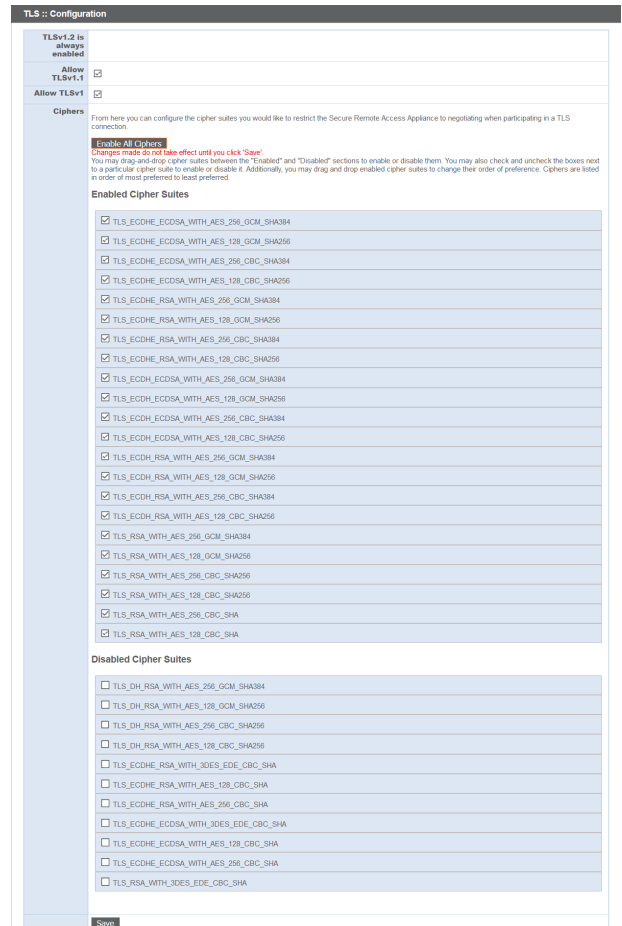 TLS :: Configuration
TLSv1.2 is
always
enabled
Allow
TLSv1.1
Allow TLSv1
Ciphers
From here you can configure the cipher suites you would like to restrict the Secure Remote Access Appliance to negotiating when participating in a TLS
connection.
Enable All Ciphers
Changes made do not take effect until you click 'Save'
You may drag-and-drop cipher suites between the "Enabled" and "Disabled" sections to enable or disable them. You may also check and uncheck the boxes next
to a particular cipher suite to enable or disable it. Additionally, you may drag and drop enabled cipher suites to change their order of preference. Ciphers are listed
in order of most preferred to least preferred.
Enabled Cipher Suites
TLS_ECDHE_ECDSA_WITH_AES_256_GCM_SHA384
TLS_ECDHE_ECDSA_WITH_AES_128_GCM_SHA256
TLS_ECDHE_ECDSA_WITH_AES_256_CBC_SHA384
TLS_ECDHE_ECDSA_WITH_AES_128_CBC_SHA256
TLS_ECDHE_RSA_WITH_AES_256_GCM_SHA384
TLS_ECDHE_RSA_WITH_AES_128_GCM_SHA256
TLS_ECDHE_RSA_WITH_AES_256_CBC_SHA384
TLS_ECDHE_RSA_WITH_AES_128_CBC_SHA256
TLS_ECDH_ECDSA_WITH_AES_256_GCM_SHA384
TLS_ECDH_ECDSA_WITH_AES_128_GCM_SHA256
TLS_ECDH_ECDSA_WITH_AES_256_CBC_SHA384
TLS_ECDH_ECDSA_WITH_AES_128_CBC_SHA256
TLS_ECDH_RSA_WITH_AES_256_GCM_SHA384
TLS_ECDH_RSA_WITH_AES_128_GCM_SHA256
TLS_ECDH_RSA_WITH_AES_256_CBC_SHA384
TLS_ECDH_RSA_WITH_AES_128_CBC_SHA256
TLS_RSA_WITH_AES_256_GCM_SHA384
TLS_RSA_WITH_AES_128_GCM_SHA256
TLS_RSA_WITH_AES_256_CBC_SHA256
TLS_RSA_WITH_AES_128_CBC_SHA256
TLS_RSA_WITH_AES_256_CBC_SHA
TLS_RSA_WITH_AES_128_CBC_SHA
Disabled Cipher Suites
TLS_DH_RSA_WITH_AES_256_GCM_SHA384
TLS_DH_RSA_WITH_AES_128_GCM_SHA256
TLS_DH_RSA_WITH_AES_256_CBC_SHA256
TLS_DH_RSA_WITH_AES_128_CBC_SHA256
TLS_ECDHE_RSA_WITH_3DES_EDE_CBC_SHA
TLS_ECDHE_RSA_WITH_AES_128_CBC_SHA
TLS_ECDHE_RSA_WITH_AES_256_CBC_SHA
TLS_ECDHE_ECDSA_WITH_3DES_EDE_CBC_SHA
TLS_ECDHE_ECDSA_WITH_AES_128_CBC_SHA
TLS_ECDHE_ECDSA_WITH_AES_256_CBC_SHA
TLS_RSA_WITH_3DES_EDE_CBC_SHA
Save